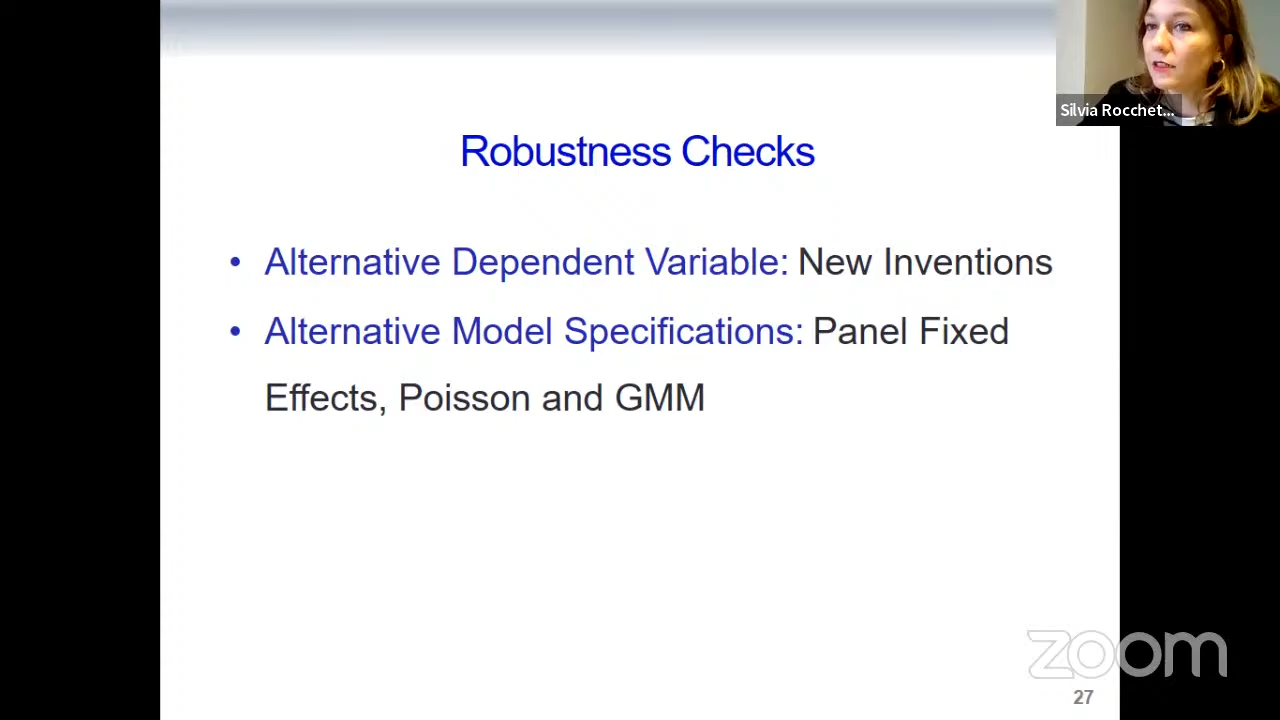 Silvia Rocchet...
Robustness Checks
• Alternative Dependent Variable: New Inventions
• Alternative Model Specifications: Panel Fixed
Effects, Poisson and GMM
zoom
27